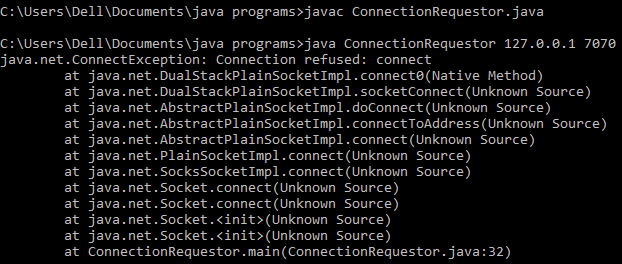 C:\Users\Dell\Documents\java programs>javac ConnectionRequestor.java
C:\Users\Dell\Documents\java programs>java ConnectionRequestor 127.0.0.1 7070
java.net.ConnectException: Connection refused: connect
at java.net.DualStackPlainSocketImpl.connect0(Native Method)
at java.net.DualStackPlainSocketImpl.socketConnect(Unknown Source)
at java.net.AbstractPlainSocketImpl.doConnect(Unknown Source)
at java.net.AbstractPlainSocketImpl.connectToAddress(Unknown Source)
at java.net.AbstractPlainSocketImpl.connect(Unknown Source)
at java.net.PlainSocketImpl.connect(Unknown Source)
at java.net.SocksSocketImpl.connect(Unknown Source)
at java.net.Socket.connect(Unknown Source)
at java.net.Socket.connect(Unknown Source)
at java.net.Socket.<init>(Unknown Source)
at java.net.Socket.<init>(Unknown Source)
at ConnectionRequestor.main(ConnectionRequestor.java:32)